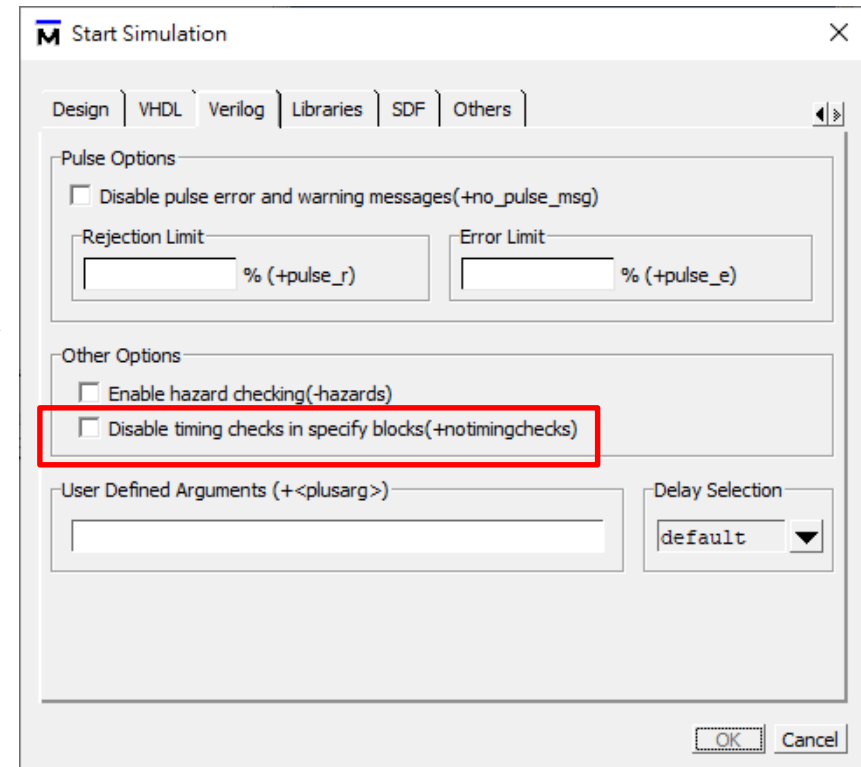 M Start Simulation
Design VHDL Verilog Libraries SDF Others
Pulse Options
Disable pulse error and warning messages(+no_pulse_msg)
Rejection Limit Error Limit
% (+pulse_r) % (+pulse_e)
Other Options
Enable hazard checking(-hazards)
Disable timing checks in specify blocks(+notimingchecks)
User Defined Arguments (+<plusarg>) Delay Selection
default
OK Cancel